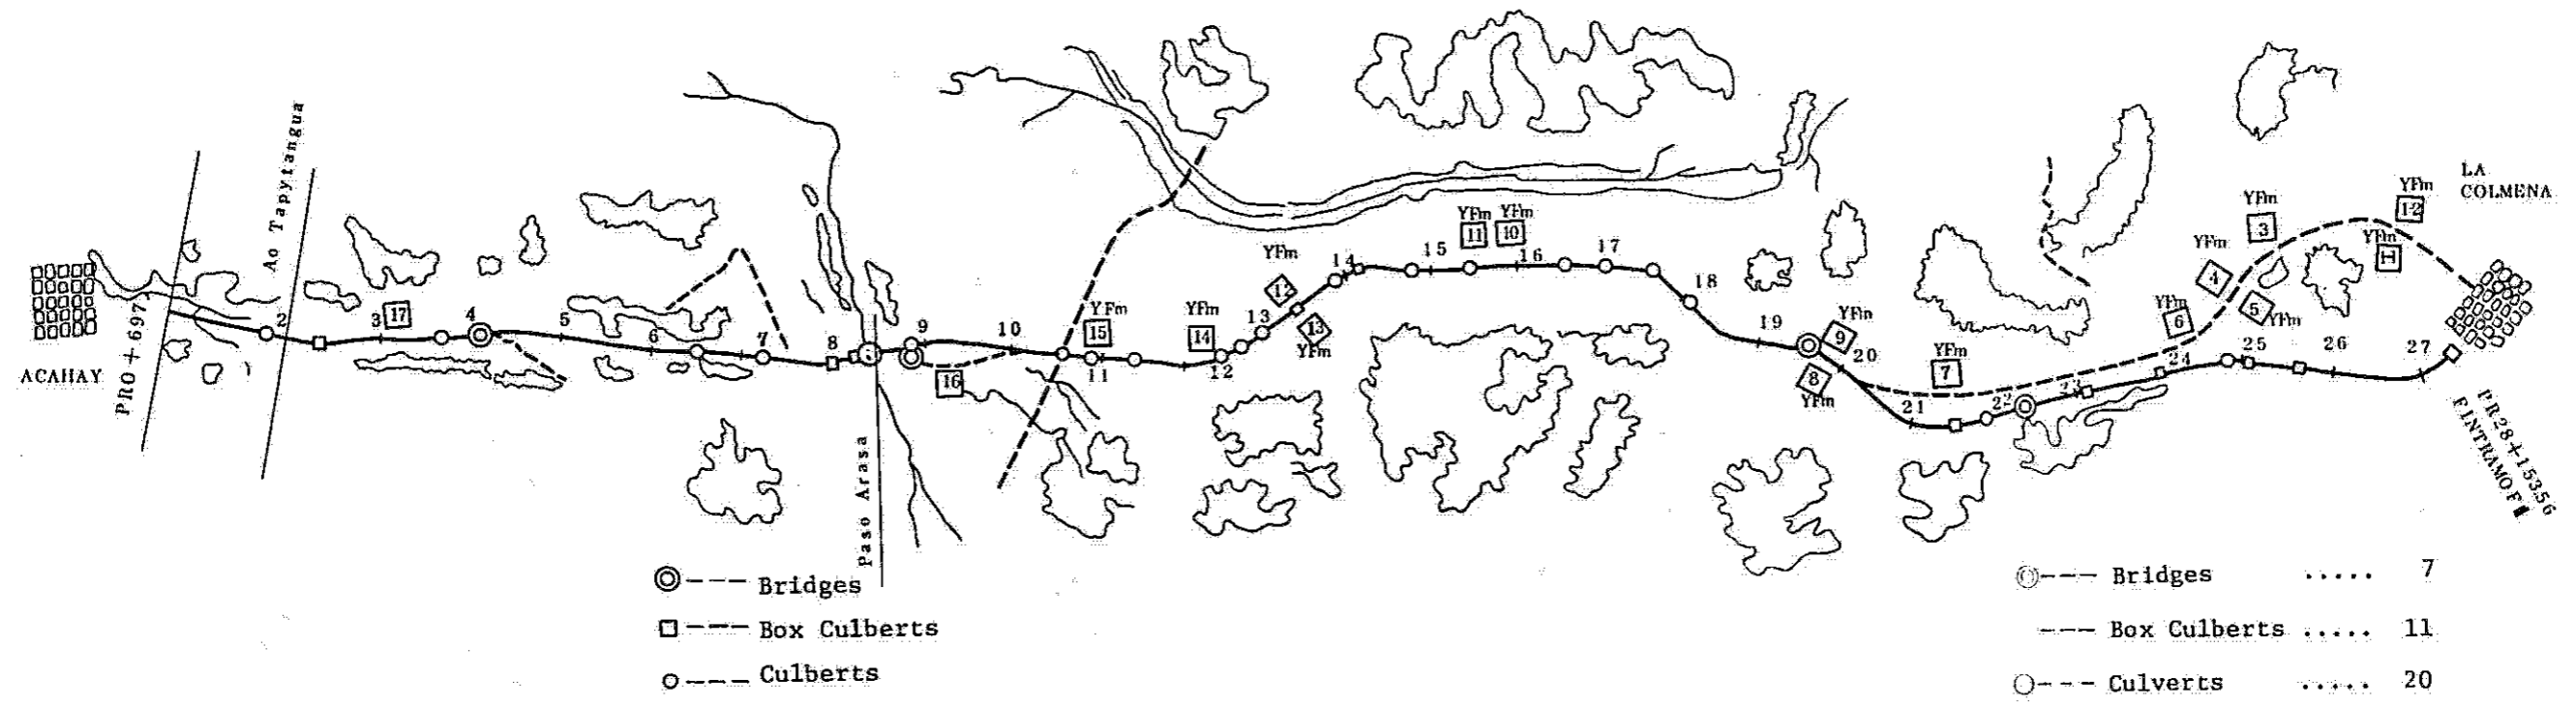 ACAHAY
PRO + 697
Ao Tapytangua
2
3
17
4
5
6
7
8
Paso Arasa
9
16
10
YFm
15
11
YFm
14
12
13
YFm
12
13
YFm
14
15
YFm
11
YFm
10
16
17
18
19
YFm
9
8
YFm
20
YFm
7
21
22
23
24
YFm
6
YFm
4
YFm
3
5
YFm
25
26
27
YFm
12
YFm
LA
COLMENA
PR28+15356
FINTRAMOF
Bridges
Box Culberts
Culberts
Bridges ..... 7
Box Culberts ..... 11
Culverts ..... 20